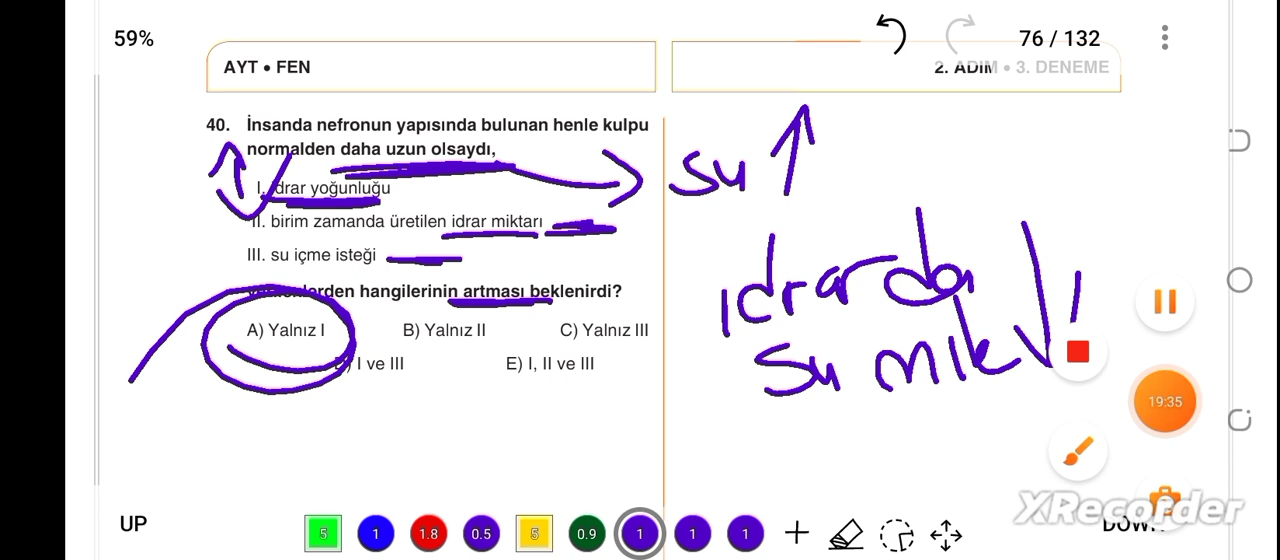 59%
76 / 132
AYT • FEN
2. ADIM • 3. DENEME
40. İnsanda nefronun yapısında bulunan henle kulpu
normalden daha uzun olsaydı,
I. idrar yoğunluğu
II. birim zamanda üretilen idrar miktarı
III. su içme isteği
hangilerinin artması beklenirdi?
A) Yalnız I B) Yalnız II C) Yalnız III
I ve III E) I, II ve III
su
idrarda
su mik
19:35
XRecorder
UP
5 1 1.8 0.5 5 0.9 1 1 1
DOWN